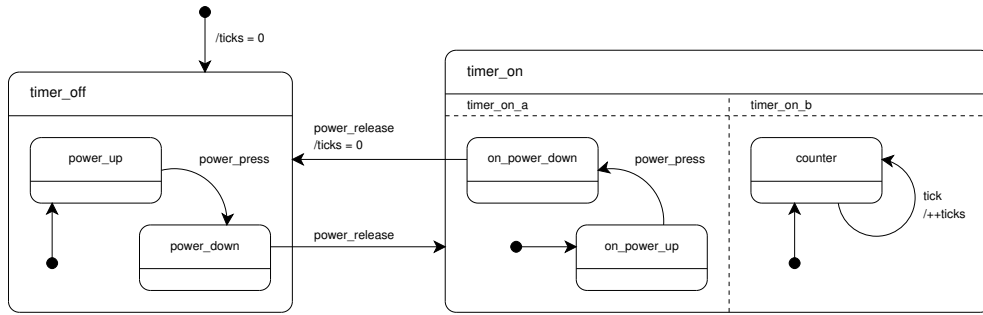 /ticks = 0
timer_off
timer_on
timer_on_a
timer_on_b
power_up
power_press
power_down
power_release
/ticks = 0
power_release
on_power_down
power_press
on_power_up
counter
tick
/++ticks